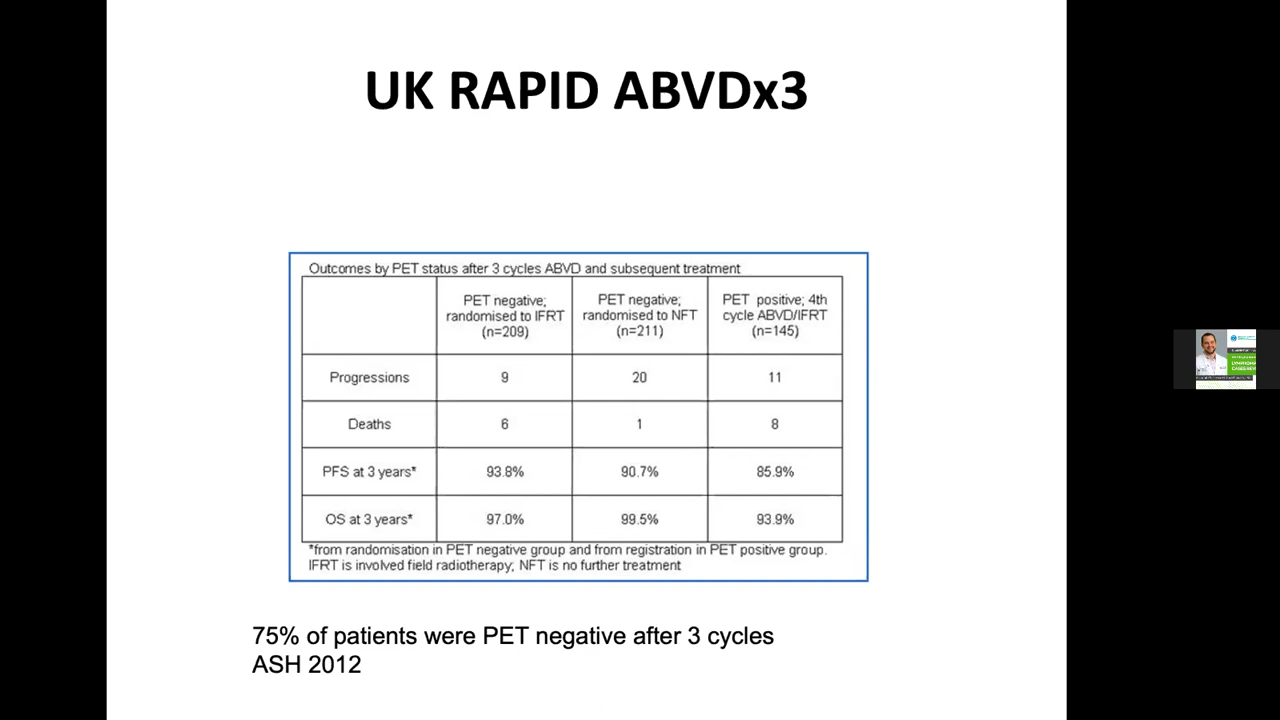 UK RAPID ABVDx3
Outcomes by PET status after 3 cycles ABVD and subsequent treatment
PET negative; randomised to IFRT (n=209) PET negative; randomised to NFT (n=211) PET positive; 4th cycle ABVD/IFRT (n=145)
Progressions 9 20 11
Deaths 6 1 8
PFS at 3 years* 93.8% 90.7% 85.9%
OS at 3 years* 97.0% 99.5% 93.9%
*from randomisation in PET negative group and from registration in PET positive group.
IFRT is involved field radiotherapy; NFT is no further treatment
75% of patients were PET negative after 3 cycles
ASH 2012
LYMPHOMA